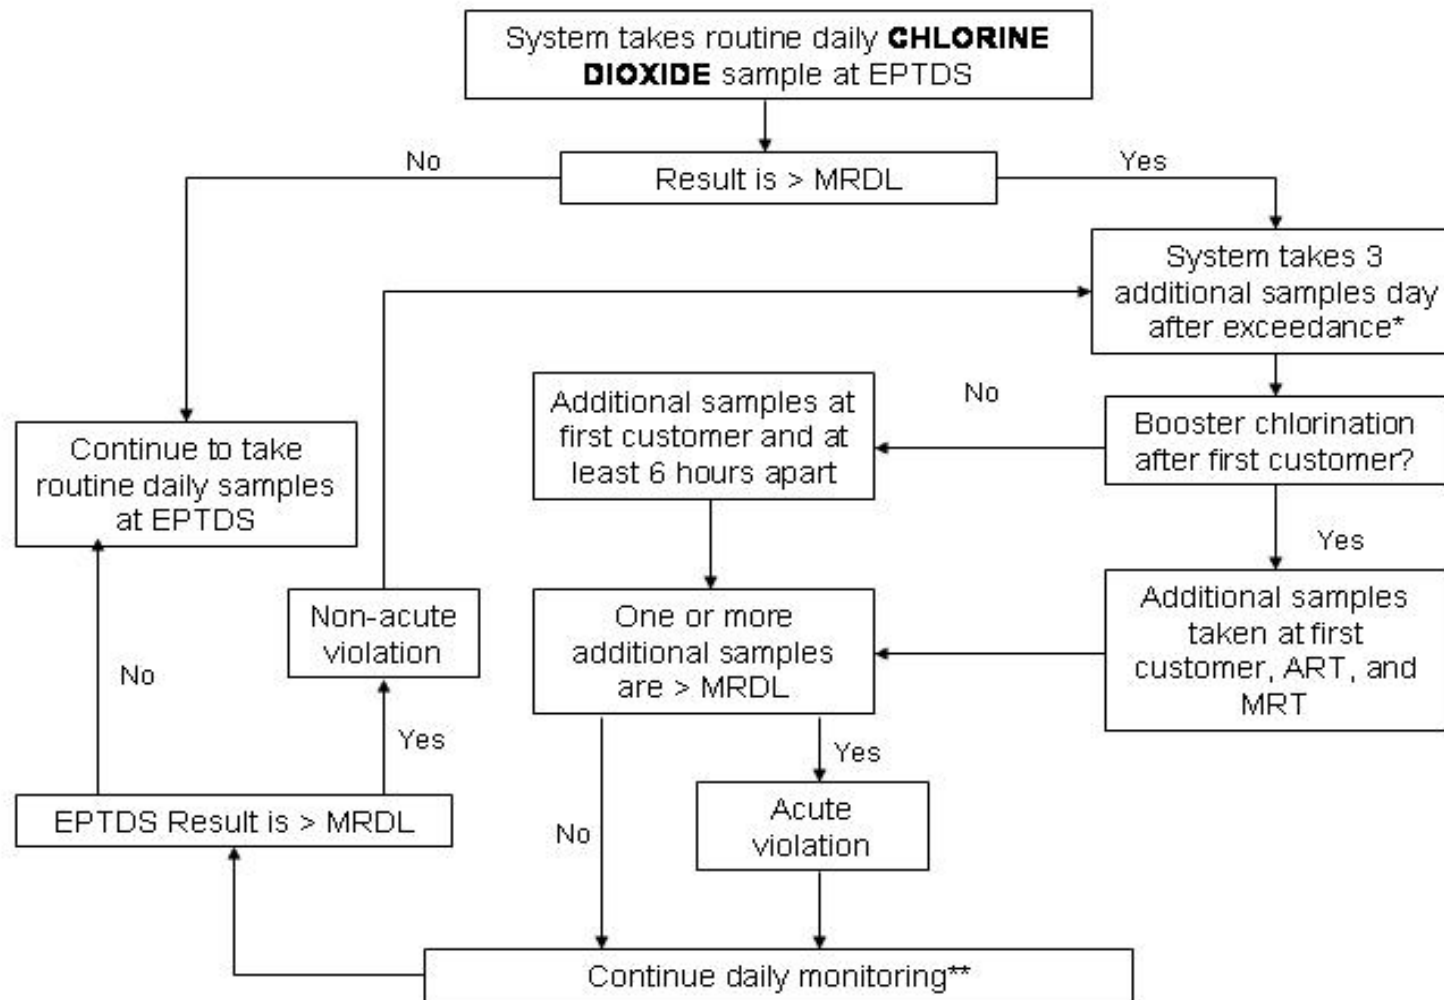 System takes routine daily CHLORINE
DIOXIDE sample at EPTDS
No
Result is > MRDL
Yes
System takes 3
additional samples day
after exceedance*
Additional samples at
first customer and at
least 6 hours apart
No
Booster chlorination
after first customer?
Continue to take
routine daily samples
at EPTDS
Yes
Non-acute
violation
One or more
additional samples
are > MRDL
Additional samples
taken at first
customer, ART, and
MRT
No
Yes
Yes
EPTDS Result is > MRDL
No
Acute
violation
Continue daily monitoring**